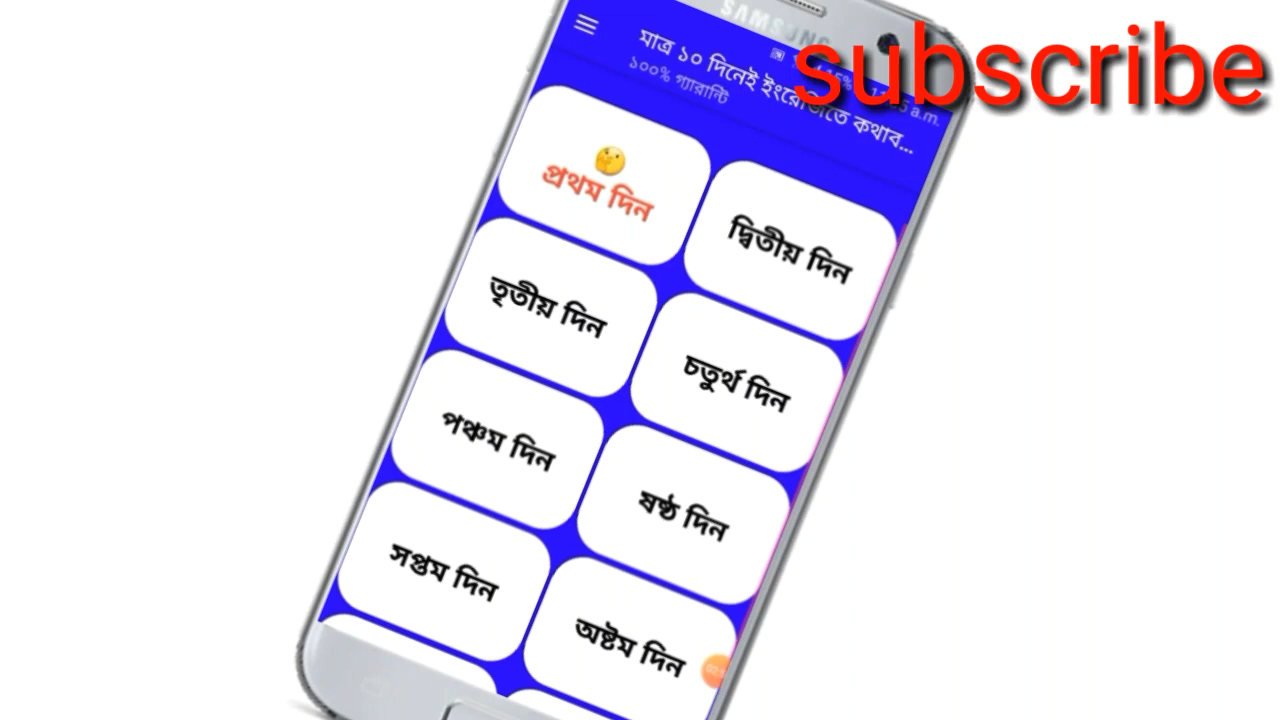 SAMSUNG
subscribe
a.m.
মাত্র ১০ দিনেই ইংরেজিতে কথাব...
১০০% গ্যারান্টি
প্রথম দিন
দ্বিতীয় দিন
তৃতীয় দিন
চতুর্থ দিন
পঞ্চম দিন
ষষ্ঠ দিন
সপ্তম দিন
অষ্টম দিন